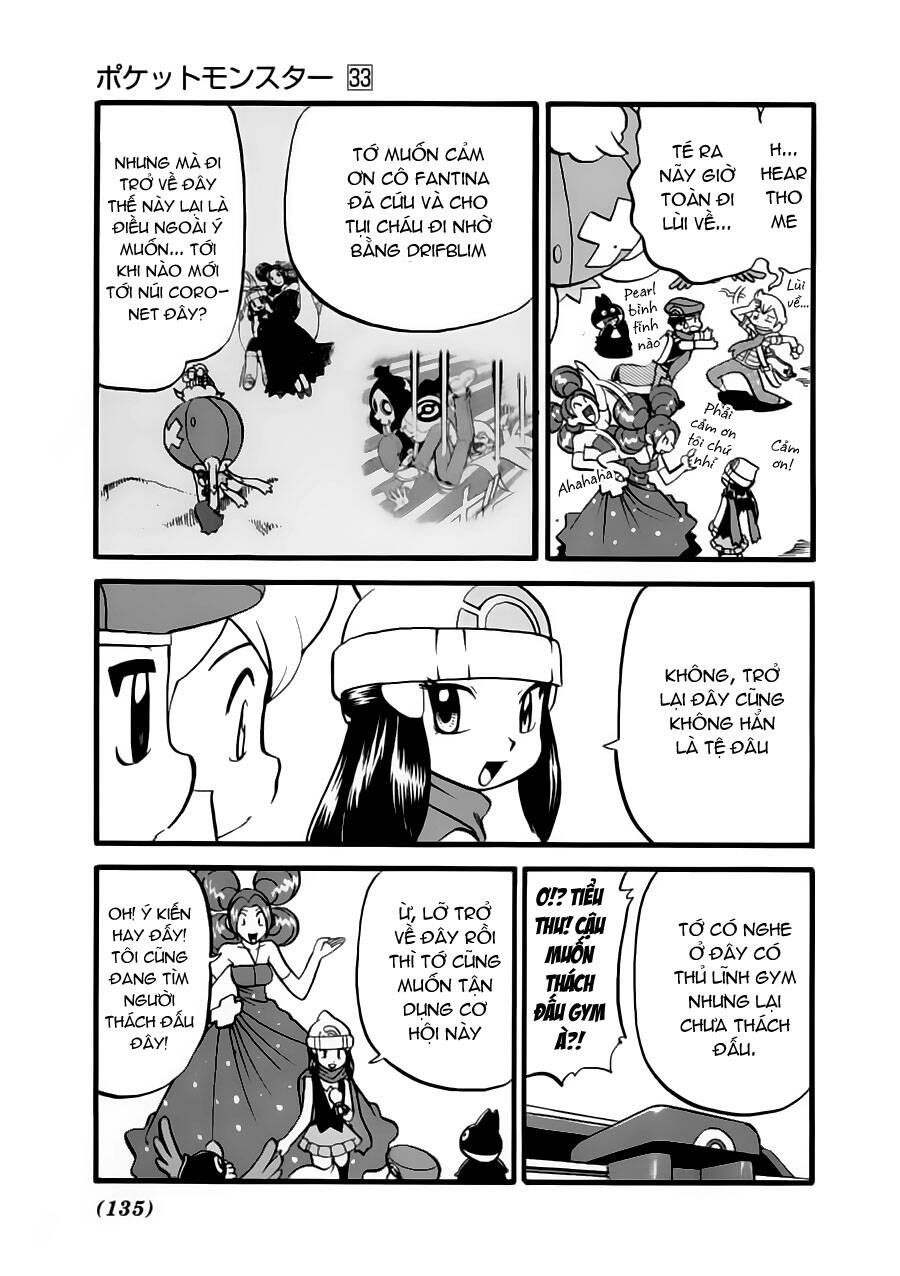 ポケットモンスター 33
H...
HEAR
THO
ME
TÉ RA
NÃY GIỜ
TOÀN ĐI
LÙI VỀ...
Lùi
về...
Pearl
bình
tĩnh
nào
Phải
cảm ơn
tôi chứ
nhỉ
Cảm
ơn!
Ahahaha
TỚ MUỐN CẢM
ƠN CÔ FANTINA
ĐÃ CỨU VÀ CHO
TỤI CHÁU ĐI NHỜ
BẰNG DRIFBLIM
NHƯNG MÀ ĐI
TRỞ VỀ ĐÂY
THẾ NÀY LẠI LÀ
ĐIỀU NGOÀI Ý
MUỐN... TỚI
KHI NÀO MỚI
TỚI NÚI CORO-
NET ĐÂY?
KHÔNG, TRỞ
LẠI ĐÂY CŨNG
KHÔNG HẲN
LÀ TỆ ĐÂU
TỚ CÓ NGHE
Ở ĐÂY CÓ
THỦ LĨNH GYM
NHƯNG LẠI
CHƯA THÁCH
ĐẤU.
Ơ!? TIỂU
THƯ! CẬU
MUỐN
THÁCH
ĐẤU GYM
À?!
Ừ, LỠ TRỞ
VỀ ĐÂY RỒI
THÌ TỚ CŨNG
MUỐN TẬN
DỤNG CƠ
HỘI NÀY
OH! Ý KIẾN
HAY ĐẤY!
TÔI CŨNG
ĐANG TÌM
NGƯỜI
THÁCH ĐẤU
ĐÂY!
(135)